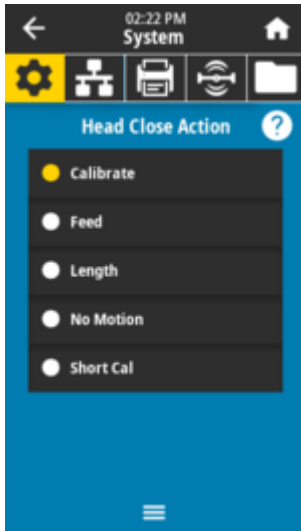 02:22 PM
System
Head Close Action
?
Calibrate
Feed
Length
No Motion
Short Cal